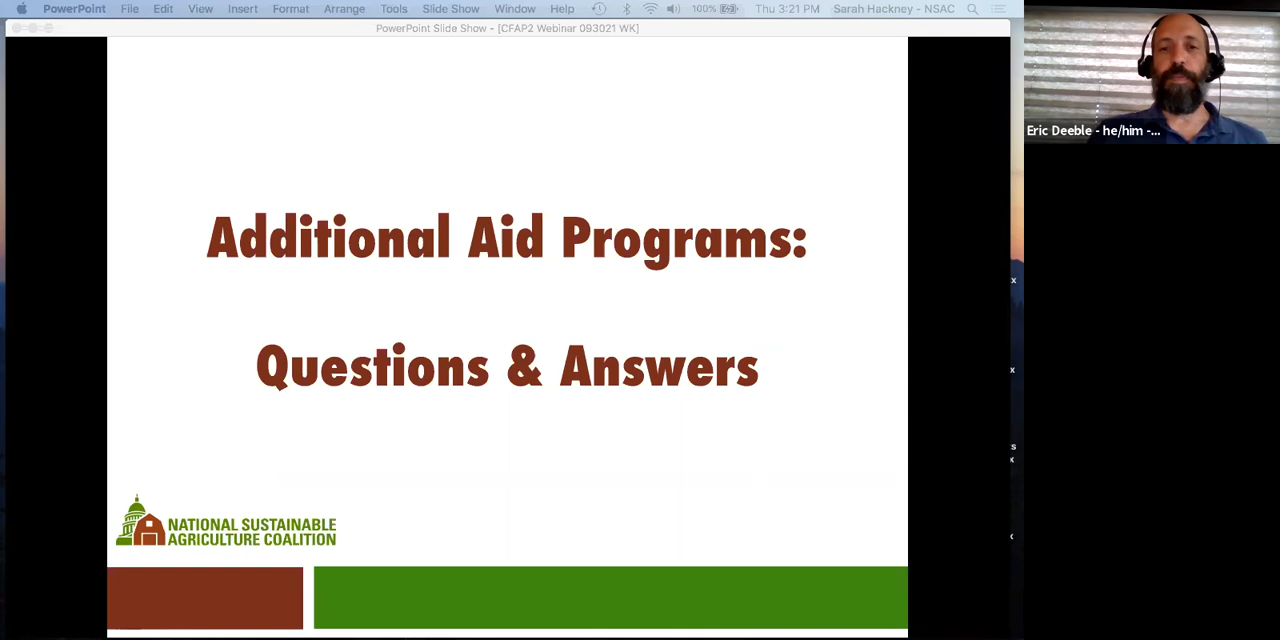 PowerPoint File Edit View Insert Format Arrange Tools Slide Show Window Help 100% Thu 3:21 PM Sarah Hackney - NSAC
PowerPoint Slide Show - [CFAP2 Webinar 093021 WK]
Eric Deeble - he/him -...
Additional Aid Programs:
Questions & Answers
NATIONAL SUSTAINABLE
AGRICULTURE COALITION
x
x
s
x
x